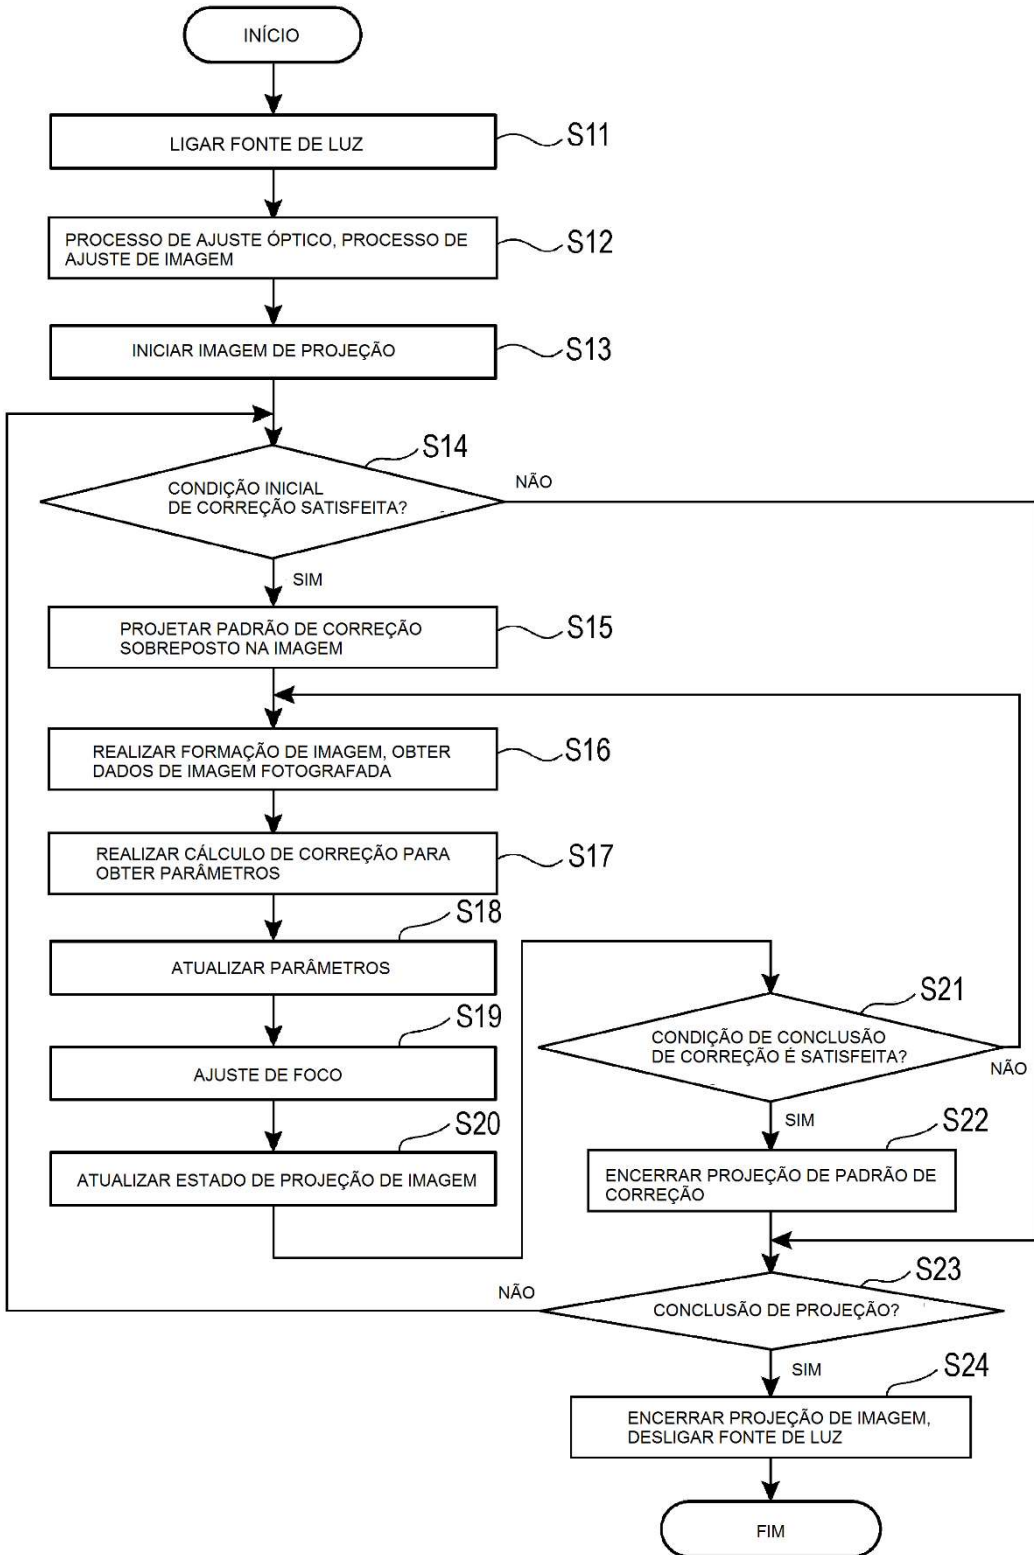 INÍCIO
LIGAR FONTE DE LUZ
S11
PROCESSO DE AJUSTE ÓPTICO, PROCESSO DE
AJUSTE DE IMAGEM
S12
INICIAR IMAGEM DE PROJEÇÃO
S13
S14
CONDIÇÃO INICIAL
DE CORREÇÃO SATISFEITA?
NÃO
SIM
PROJETAR PADRÃO DE CORREÇÃO
SOBREPOSTO NA IMAGEM
S15
REALIZAR FORMAÇÃO DE IMAGEM, OBTER
DADOS DE IMAGEM FOTOGRAFADA
S16
REALIZAR CÁLCULO DE CORREÇÃO PARA
OBTER PARÂMETROS
S17
S18
ATUALIZAR PARÂMETROS
S19
AJUSTE DE FOCO
S20
ATUALIZAR ESTADO DE PROJEÇÃO DE IMAGEM
S21
CONDIÇÃO DE CONCLUSÃO
DE CORREÇÃO É SATISFEITA?
NÃO
SIM
S22
ENCERRAR PROJEÇÃO DE PADRÃO DE
CORREÇÃO
S23
CONCLUSÃO DE PROJEÇÃO?
NÃO
SIM
S24
ENCERRAR PROJEÇÃO DE IMAGEM,
DESLIGAR FONTE DE LUZ
FIM